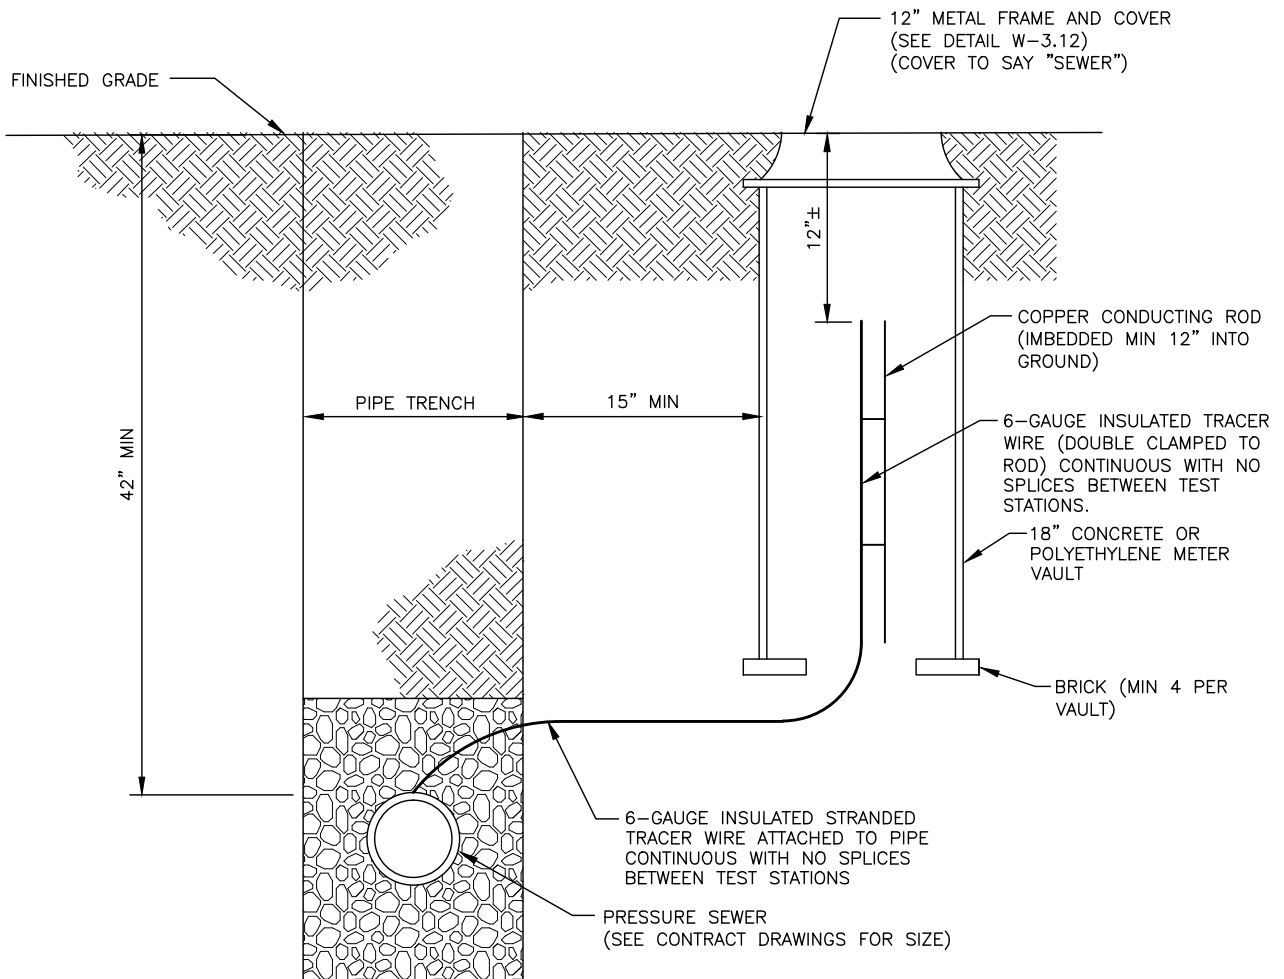 12” METAL FRAME AND COVER
(SEE DETAIL W–3.12)
(COVER TO SAY ”SEWER”)
FINISHED GRADE
12”±
COPPER CONDUCTING ROD
(IMBEDDED MIN 12” INTO
GROUND)
PIPE TRENCH
15” MIN
42” MIN
6–GAUGE INSULATED TRACER
WIRE (DOUBLE CLAMPED TO
ROD) CONTINUOUS WITH NO
SPLICES BETWEEN TEST
STATIONS.
18” CONCRETE OR
POLYETHYLENE METER
VAULT
BRICK (MIN 4 PER
VAULT)
6–GAUGE INSULATED STRANDED
TRACER WIRE ATTACHED TO PIPE
CONTINUOUS WITH NO SPLICES
BETWEEN TEST STATIONS
PRESSURE SEWER
(SEE CONTRACT DRAWINGS FOR SIZE)